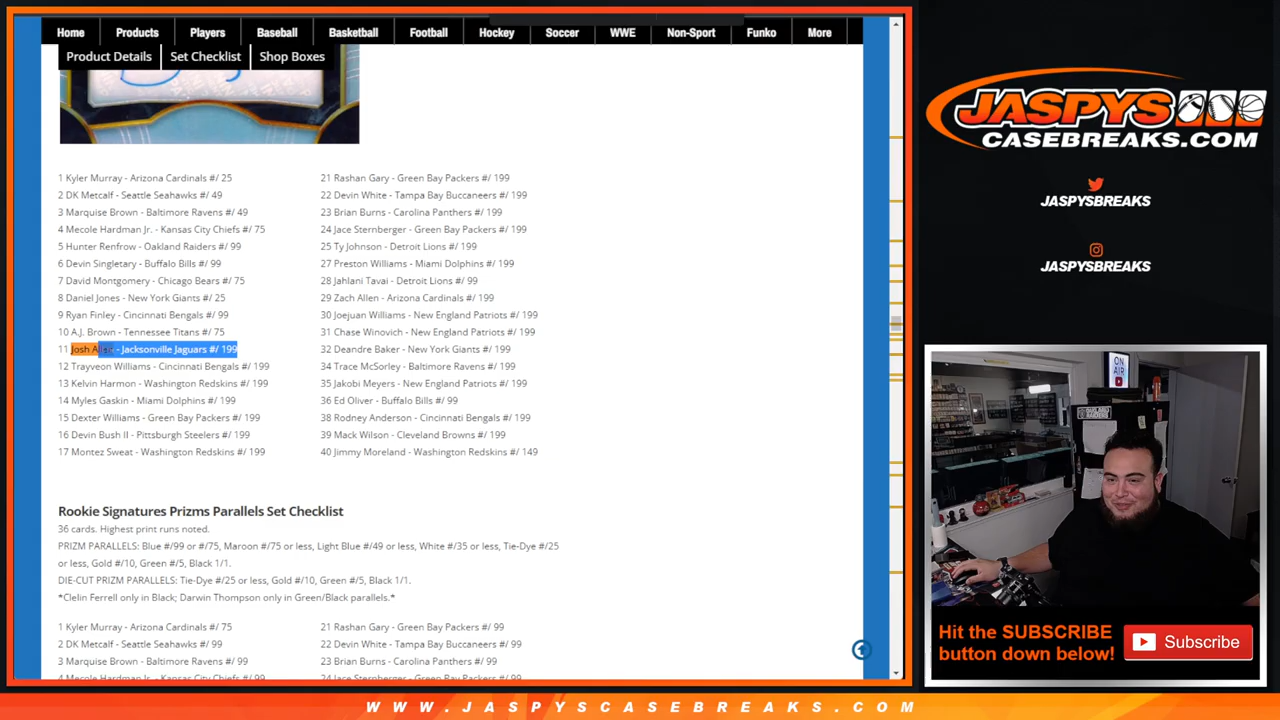 Home Products Players Baseball Basketball Football Hockey Soccer WWE Non-Sport Funko More
Product Details Set Checklist Shop Boxes
1 Kyler Murray - Arizona Cardinals #/ 25
2 DK Metcalf - Seattle Seahawks #/ 49
3 Marquise Brown - Baltimore Ravens #/ 49
4 Mecole Hardman Jr. - Kansas City Chiefs #/ 75
5 Hunter Renfrow - Oakland Raiders #/ 99
6 Devin Singletary - Buffalo Bills #/ 99
7 David Montgomery - Chicago Bears #/ 75
8 Daniel Jones - New York Giants #/ 25
9 Ryan Finley - Cincinnati Bengals #/ 99
10 A.J. Brown - Tennessee Titans #/ 75
11 Josh Allen - Jacksonville Jaguars #/ 199
12 Trayveon Williams - Cincinnati Bengals #/ 199
13 Kelvin Harmon - Washington Redskins #/ 199
14 Myles Gaskin - Miami Dolphins #/ 199
15 Dexter Williams - Green Bay Packers #/ 199
16 Devin Bush II - Pittsburgh Steelers #/ 199
17 Montez Sweat - Washington Redskins #/ 199
21 Rashan Gary - Green Bay Packers #/ 199
22 Devin White - Tampa Bay Buccaneers #/ 199
23 Brian Burns - Carolina Panthers #/ 199
24 Jace Sternberger - Green Bay Packers #/ 199
25 Ty Johnson - Detroit Lions #/ 199
27 Preston Williams - Miami Dolphins #/ 199
28 Jahlani Tavai - Detroit Lions #/ 99
29 Zach Allen - Arizona Cardinals #/ 199
30 Joejuan Williams - New England Patriots #/ 199
31 Chase Winovich - New England Patriots #/ 199
32 Deandre Baker - New York Giants #/ 199
34 Trace McSorley - Baltimore Ravens #/ 199
35 Jakobi Meyers - New England Patriots #/ 199
36 Ed Oliver - Buffalo Bills #/ 99
38 Rodney Anderson - Cincinnati Bengals #/ 199
39 Mack Wilson - Cleveland Browns #/ 199
40 Jimmy Moreland - Washington Redskins #/ 149
Rookie Signatures Prizms Parallels Set Checklist
36 cards. Highest print runs noted.
PRIZM PARALLELS: Blue #/99 or #/75, Maroon #/75 or less, Light Blue #/49 or less, White #/35 or less, Tie-Dye #/25
or less, Gold #/10, Green #/5, Black 1/1.
DIE-CUT PRIZM PARALLELS: Tie-Dye #/25 or less, Gold #/10, Green #/5, Black 1/1.
*Clelin Ferrell only in Black; Darwin Thompson only in Green/Black parallels.*
1 Kyler Murray - Arizona Cardinals #/ 75
2 DK Metcalf - Seattle Seahawks #/ 99
3 Marquise Brown - Baltimore Ravens #/ 99
4 Mecole Hardman Jr. - Kansas City Chiefs #/ 99
21 Rashan Gary - Green Bay Packers #/ 99
22 Devin White - Tampa Bay Buccaneers #/ 99
23 Brian Burns - Carolina Panthers #/ 99
24 Jace Sternberger - Green Bay Packers #/ 99
JASPYS
CASEBREAKS.COM
JASPYSBREAKS
JASPYSBREAKS
ON
AIR
Hit the SUBSCRIBE
button down below!
Subscribe
WWW.JASPYSCASEBREAKS.COM